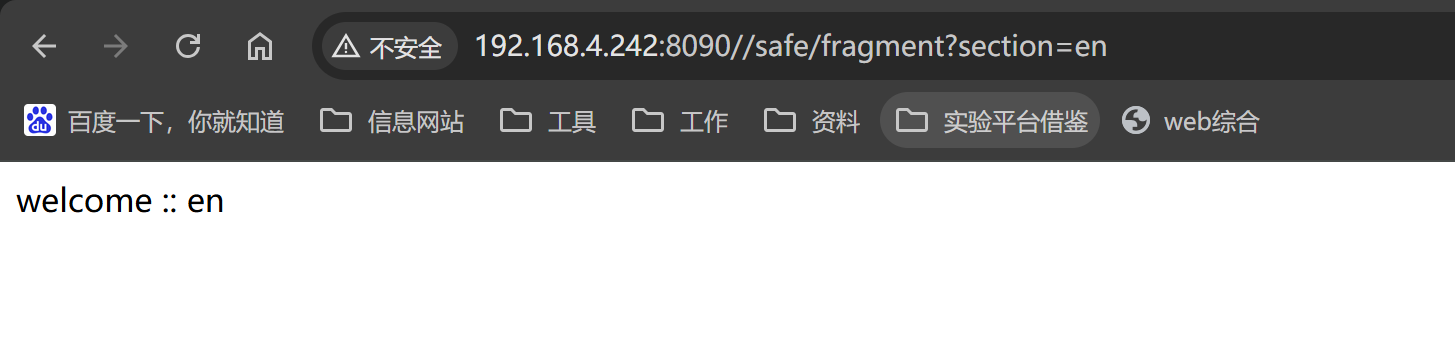 不安全 192.168.4.242:8090//safe/fragment?section=en
du 百度一下，你就知道 信息网站 工具 工作 资料 实验平台借鉴 web综合
welcome :: en